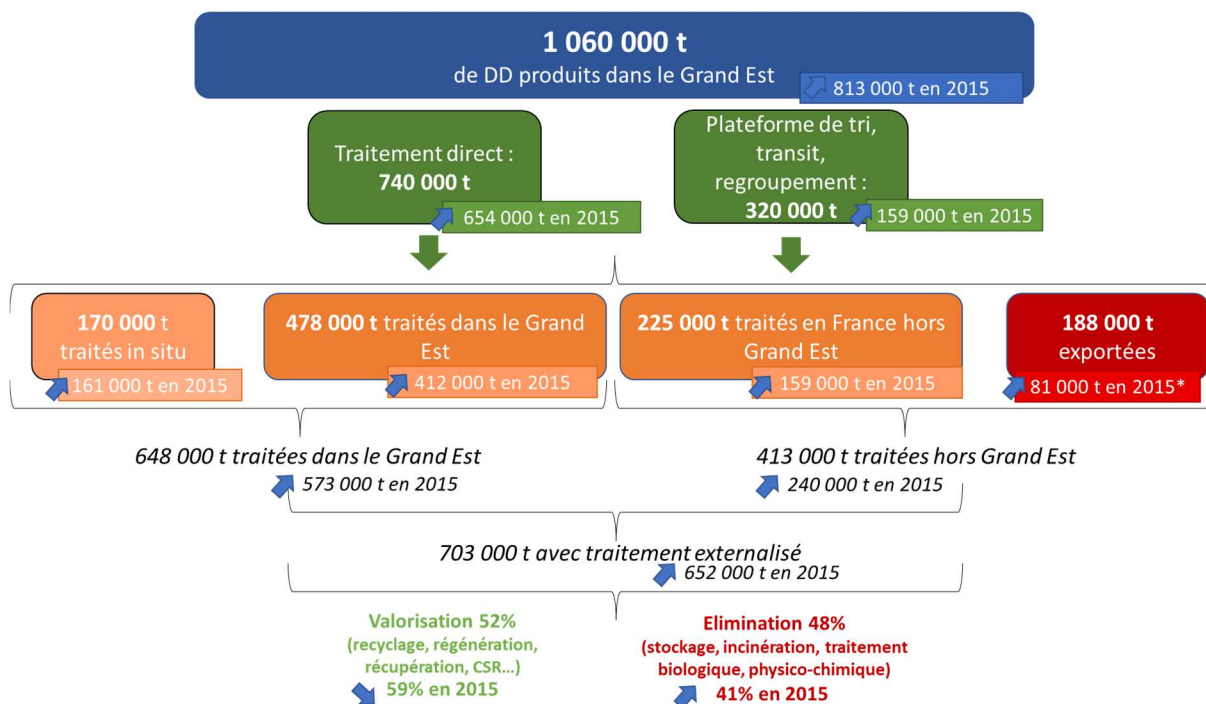 1 060 000 t
de DD produits dans le Grand Est
813 000 t en 2015
Traitement direct :
740 000 t
654 000 t en 2015
Plateforme de tri,
transit,
regroupement :
320 000 t
159 000 t en 2015
170 000 t
traités in situ
161 000 t en 2015
478 000 t traités dans le Grand
Est
412 000 t en 2015
225 000 t traités en France hors
Grand Est
159 000 t en 2015
188 000 t
exportées
81 000 t en 2015*
648 000 t traitées dans le Grand Est
573 000 t en 2015
413 000 t traitées hors Grand Est
240 000 t en 2015
703 000 t avec traitement externalisé
652 000 t en 2015
Valorisation 52%
(recyclage, régénération,
récupération, CSR...)
59% en 2015
Elimination 48%
(stockage, incinération, traitement
biologique, physico-chimique)
41% en 2015